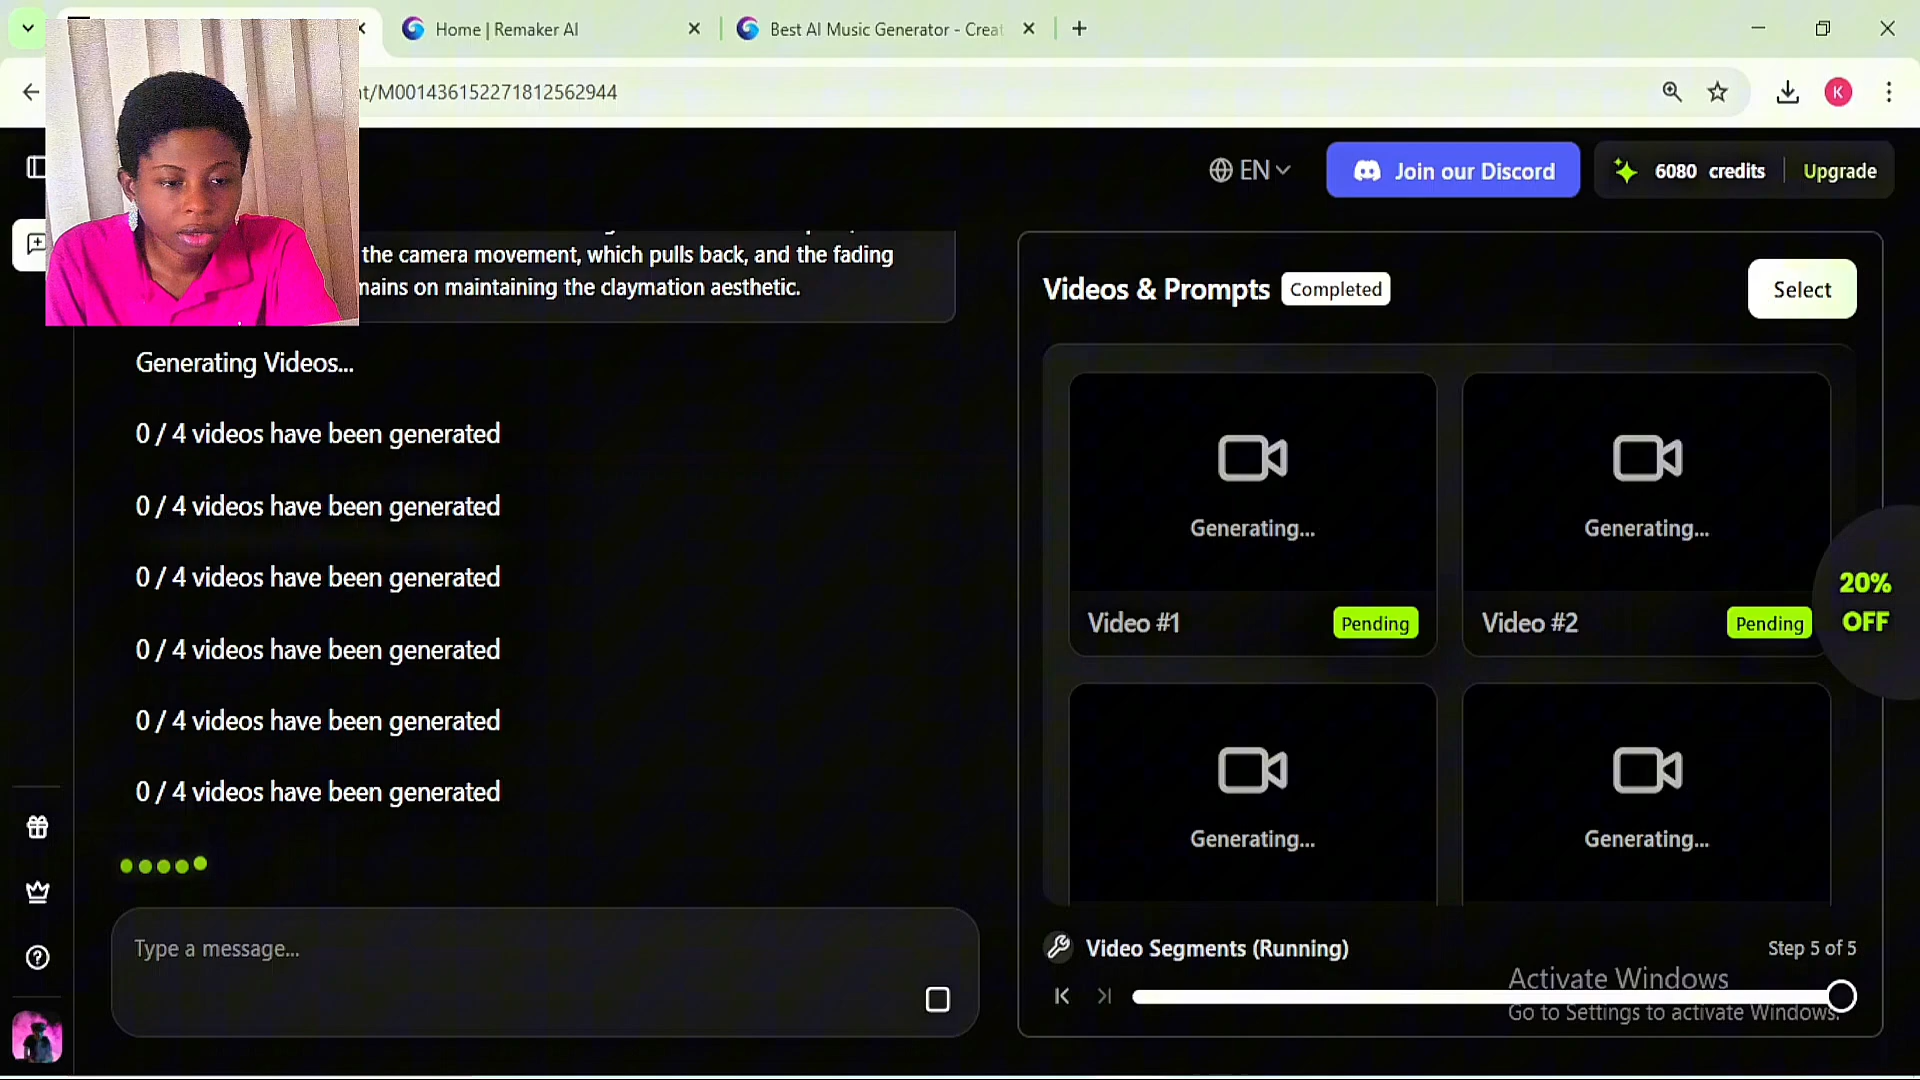 Home | Remaker AI
Best AI Music Generator - Creat
nt/M001436152271812562944
K
EN
Join our Discord
6080 credits
Upgrade
the camera movement, which pulls back, and the fading
mains on maintaining the claymation aesthetic.
Generating Videos...
0 / 4 videos have been generated
0 / 4 videos have been generated
0 / 4 videos have been generated
0 / 4 videos have been generated
0 / 4 videos have been generated
0 / 4 videos have been generated
Type a message...
Videos & Prompts
Completed
Select
Generating...
Video #1
Pending
Generating...
Video #2
Pending
Generating...
Generating...
20%
OFF
Video Segments (Running)
Step 5 of 5
Activate Windows
Go to Settings to activate Windows.